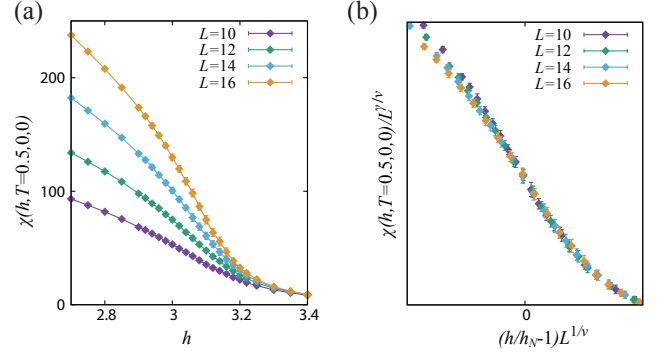 (a)
L=10
L=12
L=14
L=16
χ(h,T=0.5,0,0)
200
100
0
2.8
3
3.2
3.4
h
(b)
L=10
L=12
L=14
L=16
χ(h,T=0.5,0,0)/L^{γ/ν}
0
(h/h_N-1)L^{1/ν}